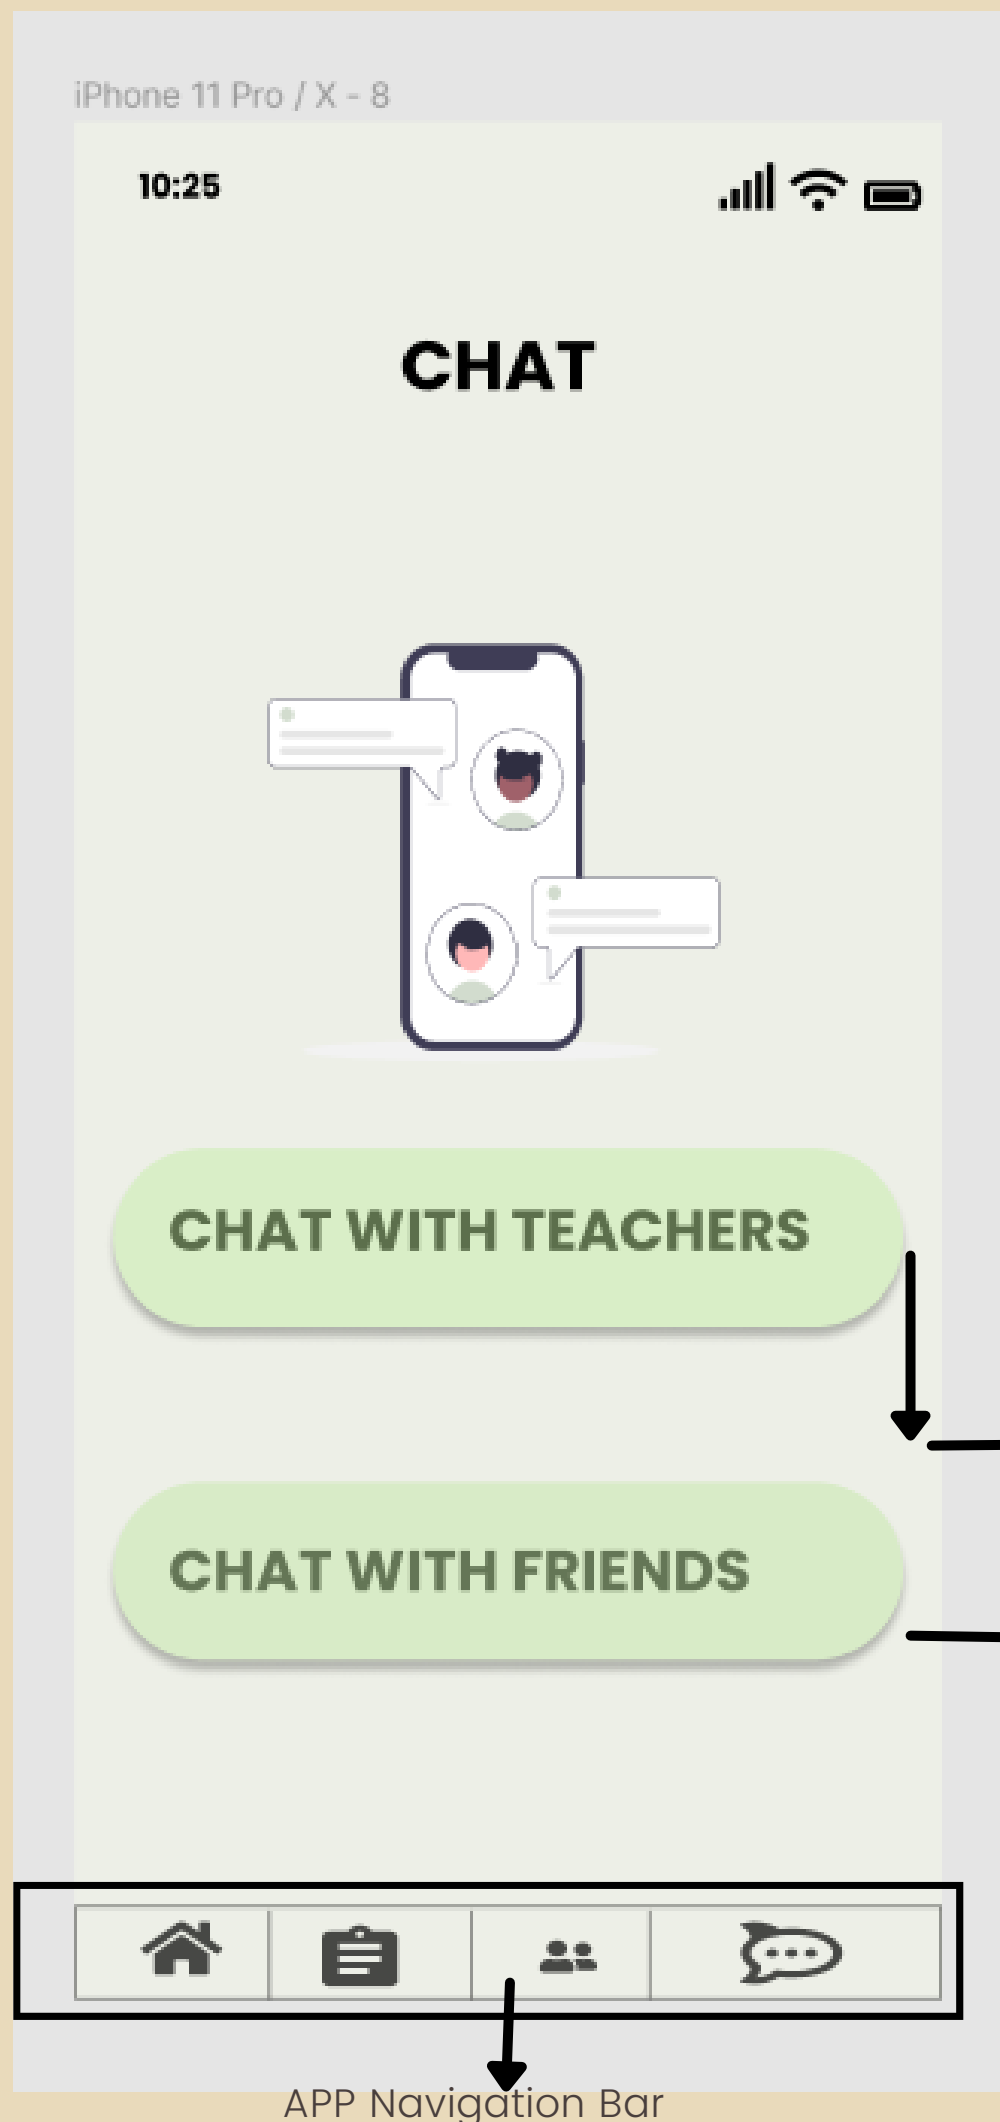 iPhone 11 Pro / X - 8
10:25
CHAT
CHAT WITH TEACHERS
CHAT WITH FRIENDS
APP Navigation Bar